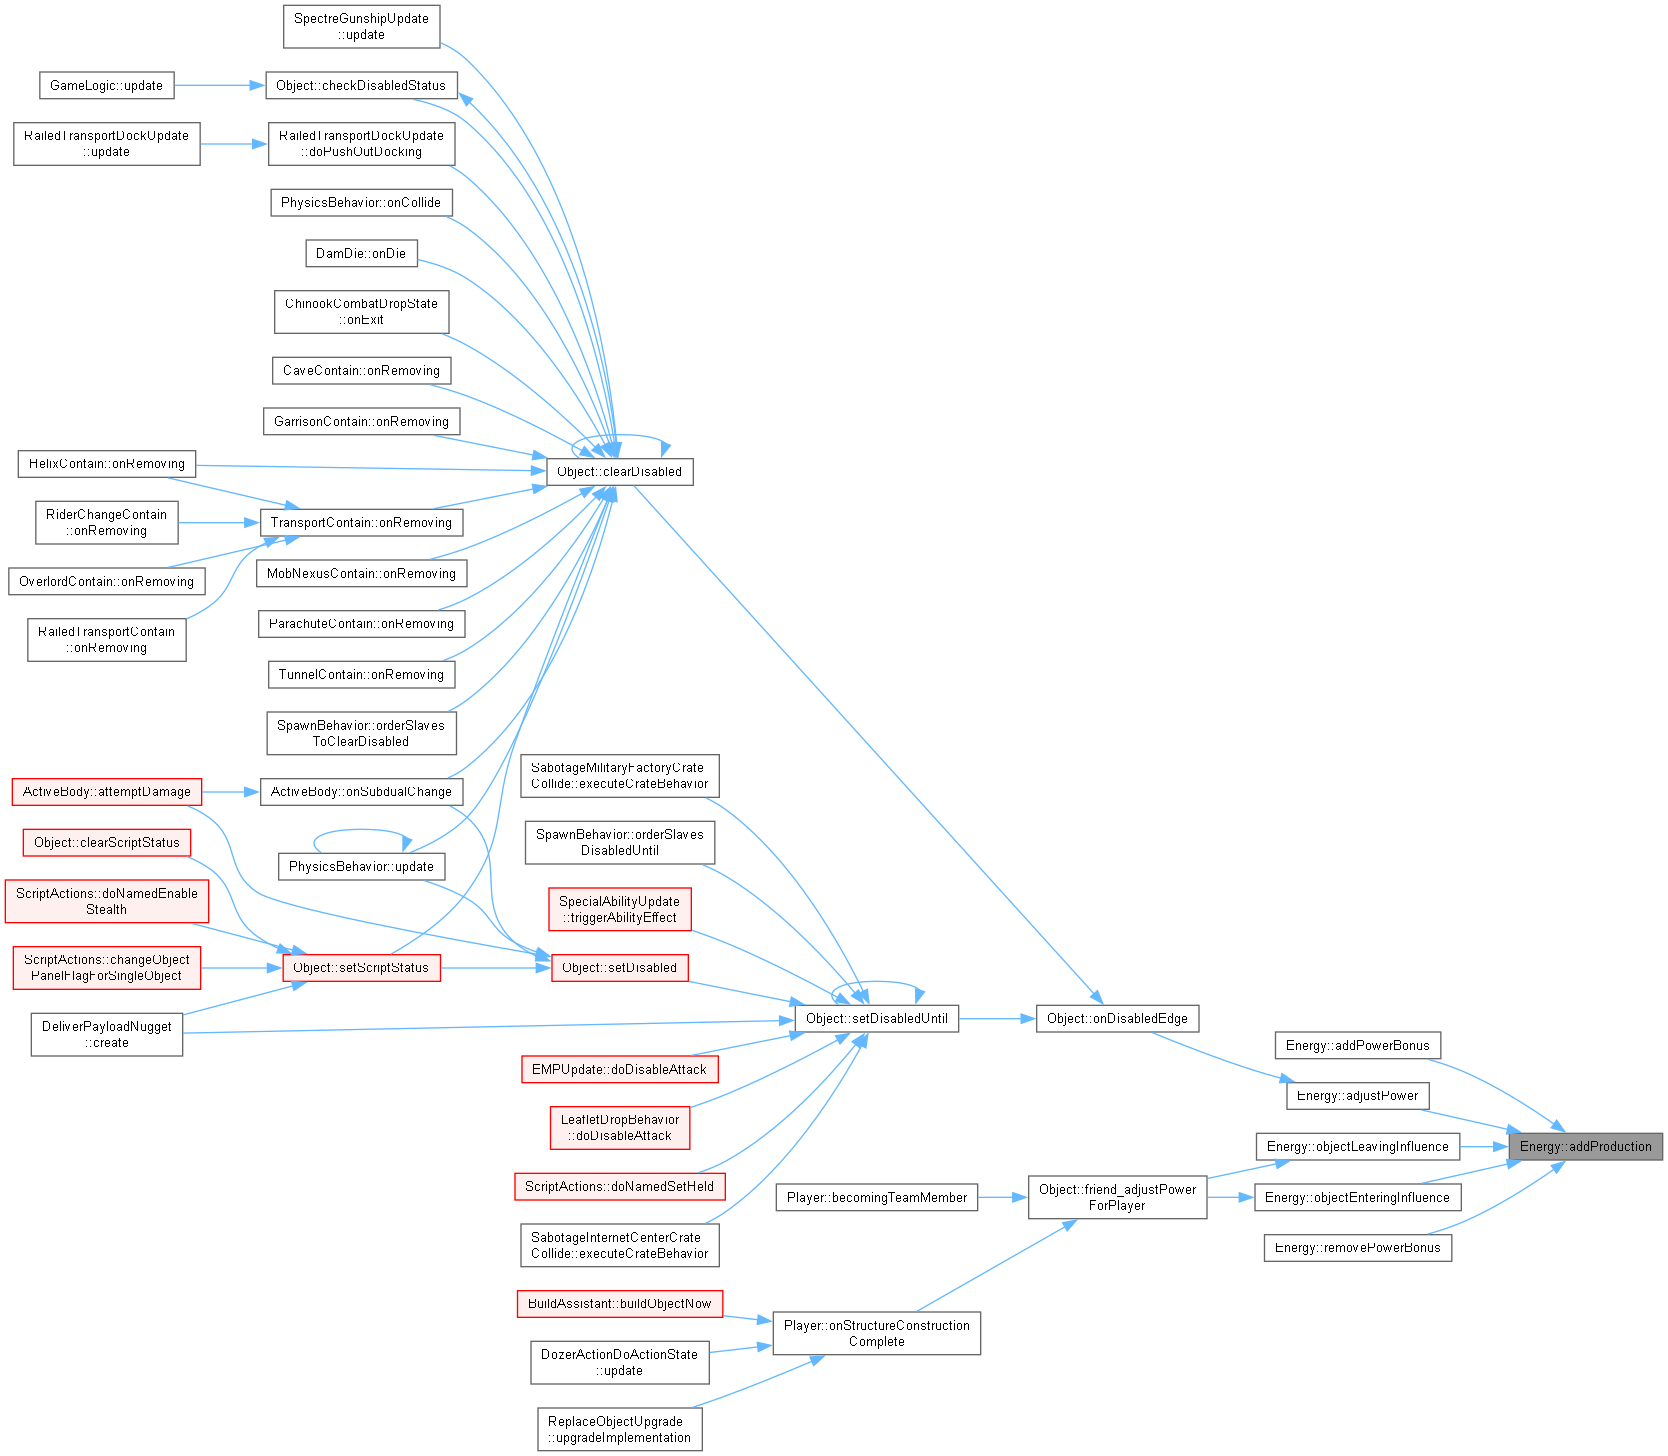 SpectreGunshipUpdate
::update
GameLogic::update
Object::checkDisabledStatus
RailedTransportDockUpdate
::update
RailedTransportDockUpdate
::doPushOutDocking
PhysicsBehavior::onCollide
DamDie::onDie
ChinookCombatDropState
::onExit
CaveContain::onRemoving
GarrisonContain::onRemoving
HelixContain::onRemoving
Object::clearDisabled
RiderChangeContain
::onRemoving
TransportContain::onRemoving
OverlordContain::onRemoving
MobNexusContain::onRemoving
RailedTransportContain
::onRemoving
ParachuteContain::onRemoving
TunnelContain::onRemoving
SpawnBehavior::orderSlaves
ToClearDisabled
SabotageMilitaryFactoryCrate
Collide::executeCrateBehavior
ActiveBody::attemptDamage
ActiveBody::onSubdualChange
Object::clearScriptStatus
SpawnBehavior::orderSlaves
DisabledUntil
PhysicsBehavior::update
ScriptActions::doNamedEnable
Stealth
SpecialAbilityUpdate
::triggerAbilityEffect
ScriptActions::changeObject
PanelFlagForSingleObject
Object::setScriptStatus
Object::setDisabled
DeliverPayloadNugget
::create
Object::setDisabledUntil
Object::onDisabledEdge
Energy::addPowerBonus
EMPUpdate::doDisableAttack
Energy::adjustPower
LeafletDropBehavior
::doDisableAttack
Energy::objectLeavingInfluence
Energy::addProduction
ScriptActions::doNamedSetHeld
Player::becomingTeamMember
Object::friend_adjustPower
ForPlayer
Energy::objectEnteringInfluence
SabotageInternetCenterCrate
Collide::executeCrateBehavior
Energy::removePowerBonus
BuildAssistant::buildObjectNow
Player::onStructureConstruction
Complete
DozerActionDoActionState
::update
ReplaceObjectUpgrade
::upgradeImplementation